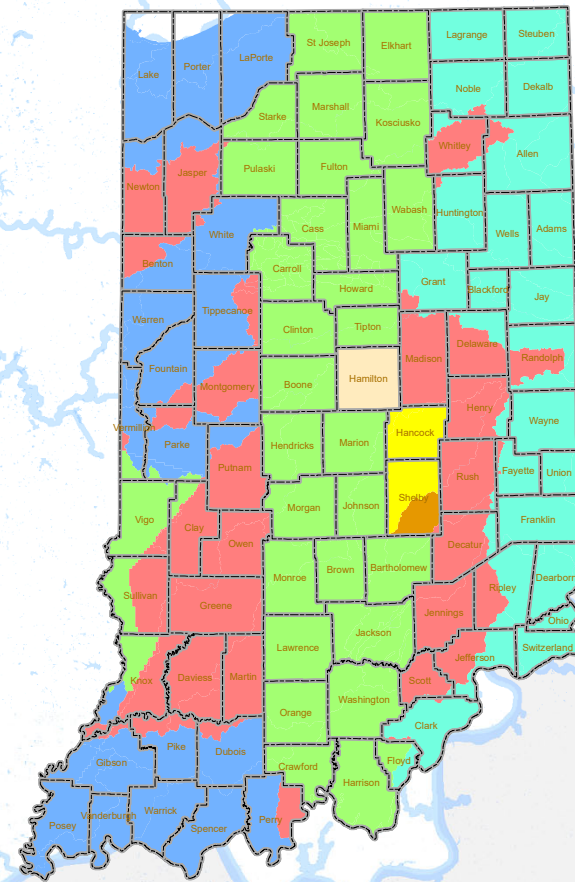 St Joseph
Elkhart
Lagrange
Steuben
LaPorte
Porter
Lake
Noble
Dekalb
Marshall
Starke
Kosciusko
Whitley
Allen
Jasper
Pulaski
Fulton
Newton
Wabash
Huntington
Miami
Cass
Wells
Adams
White
Benton
Carroll
Grant
Howard
Blackford
Jay
Tippecanoe
Warren
Clinton
Tipton
Madison
Delaware
Randolph
Fountain
Hamilton
Montgomery
Boone
Henry
Wayne
Vermillion
Hancock
Parke
Hendricks
Marion
Putnam
Fayette
Union
Rush
Shelby
Morgan
Johnson
Vigo
Franklin
Clay
Owen
Decatur
Bartholomew
Brown
Monroe
Dearborn
Ripley
Sullivan
Greene
Jennings
Ohio
Jackson
Lawrence
Switzerland
Jefferson
Knox
Daviess
Martin
Scott
Washington
Orange
Clark
Pike
Dubois
Gibson
Floyd
Crawford
Harrison
Warrick
Vanderburgh
Perry
Posey
Spencer